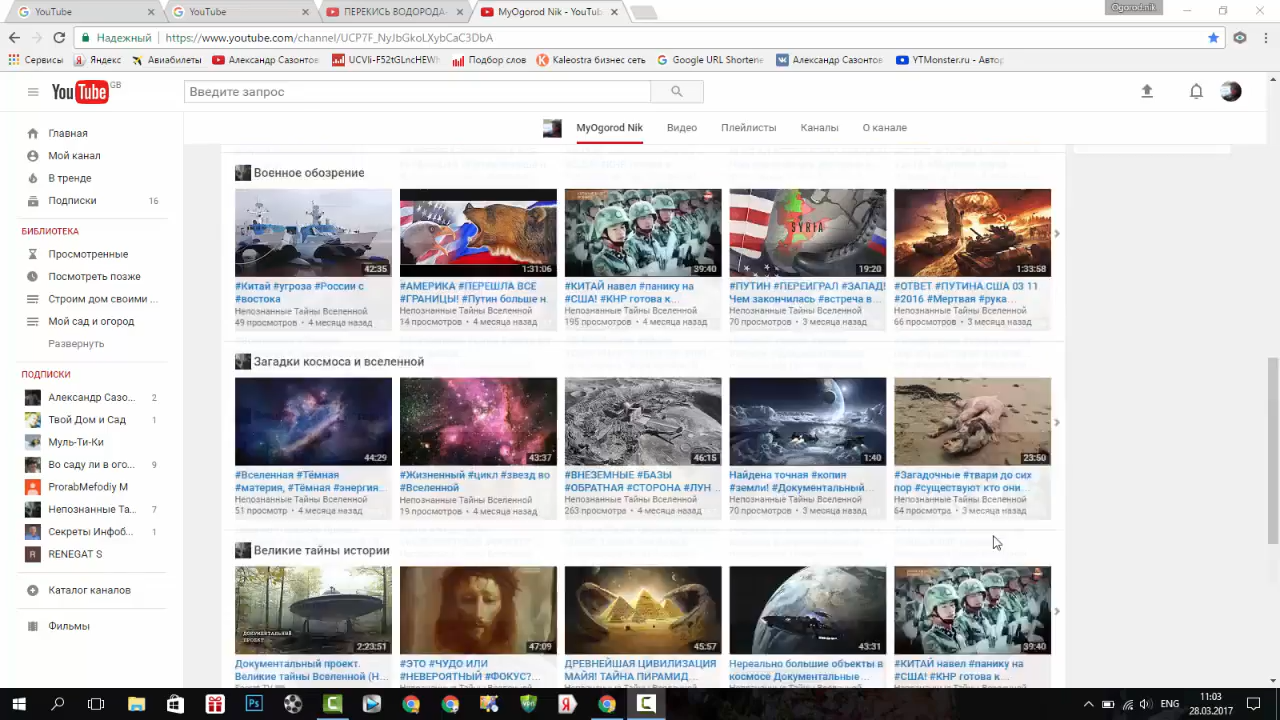 YouTube
YouTube
ПЕРЕКИСЬ ВОДОРОДА
MyOgorod Nik - YouTub
Ogorod.nik
Надежный
https://www.youtube.com/channel/UCP7F_NyJbGkoLXybCaC3DbA
Сервисы
Яндекс
Авиабилеты
Александр Сазонтов
UCVii-F52tGLncHEWH
Подбор слов
Kaleostra бизнес сеть
Google URL Shortene
Александр Сазонтов
YTMonster.ru - Автор
YouTube GB
Введите запрос
MyOgorod Nik
Видео
Плейлисты
Каналы
О канале
Главная
Мой канал
В тренде
Подписки 16
БИБЛИОТЕКА
Просмотренные
Посмотреть позже
Строим дом своими ...
Мой сад и огород
Развернуть
ПОДПИСКИ
Александр Сазо... 2
Твой Дом и Сад 1
Муль-Ти-Ки
Во саду ли в ого... 9
ProrabMefodiy M
Непознанные Та... 7
Секреты Инфоб... 1
R RENEGAT S
Каталог каналов
Фильмы
Военное обозрение
42:35
1:31:06
39:40
SYRIA
19:20
1:33:58
#Китай #угроза #России с
#востока
Непознанные Тайны Вселенной
49 просмотров • 4 месяца назад
#АМЕРИКА #ПЕРЕШЛА ВСЕ
#ГРАНИЦЫ! #Путин больше н.
Непознанные Тайны Вселенной
14 просмотров • 4 месяца назад
#КИТАЙ навел #панику на
#США! #КНР готова к...
Непознанные Тайны Вселенной
195 просмотров • 4 месяца назад
#ПУТИН #ПЕРЕИГРАЛ #ЗАПАД!
Чем закончилась #встреча в...
Непознанные Тайны Вселенной
70 просмотров • 3 месяца назад
#ОТВЕТ #ПУТИНА США 03 11
#2016 #Мертвая #рука...
Непознанные Тайны Вселенной
66 просмотров • 3 месяца назад
Загадки космоса и вселенной
44:29
43:37
46:15
1:40
23:50
#Вселенная #Тёмная
#материя, #Тёмная #энергия...
Непознанные Тайны Вселенной
51 просмотр • 4 месяца назад
#Жизненный #цикл #звезд во
#Вселенной
Непознанные Тайны Вселенной
19 просмотров • 4 месяца назад
#ВНЕЗЕМНЫЕ #БАЗЫ
#ОБРАТНАЯ #СТОРОНА #ЛУН ...
Непознанные Тайны Вселенной
263 просмотра • 4 месяца назад
Найдена точная #копия
#земли! #Документальный...
Непознанные Тайны Вселенной
70 просмотров • 3 месяца назад
#Загадочные #твари до сих
пор #существуют кто они...
Непознанные Тайны Вселенной
64 просмотра • 3 месяца назад
Великие тайны истории
ДОКУМЕНТАЛЬНЫЙ
ПРОЕКТ
2:23:51
47:09
45:57
43:31
39:40
Документальный проект.
Великие тайны Вселенной (H...
#ЭТО #ЧУДО ИЛИ
#НЕВЕРОЯТНЫЙ #ФОКУС?...
ДРЕВНЕЙШАЯ ЦИВИЛИЗАЦИЯ
МАЙЯ! ТАЙНА ПИРАМИД...
Нереально большие объекты в
космосе Документальные...
#КИТАЙ навел #панику на
#США! #КНР готова к...
ENG
11:03
28.03.2017